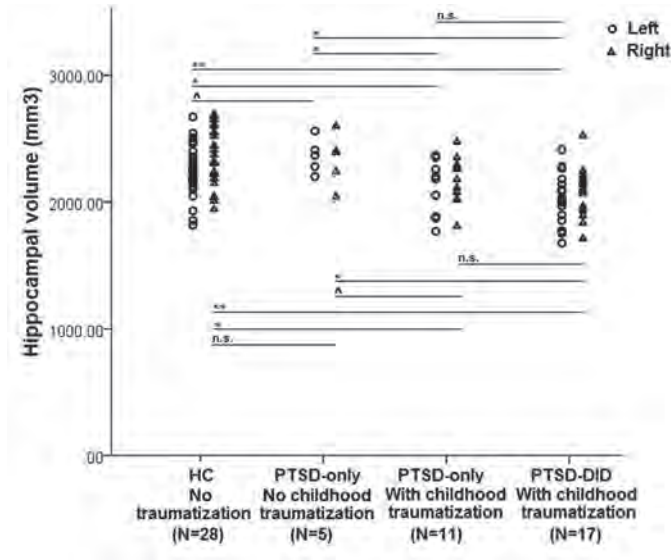 n.s.
Left
Right
*
*
3000.00
**
*
^
2000.00
n.s.
*
^
**
*
n.s.
1000.00
.00
Hippocampal volume (mm3)
HC
No
traumatization
(N=28)
PTSD-only
No childhood
traumatization
(N=5)
PTSD-only
With childhood
traumatization
(N=11)
PTSD-DID
With childhood
traumatization
(N=17)